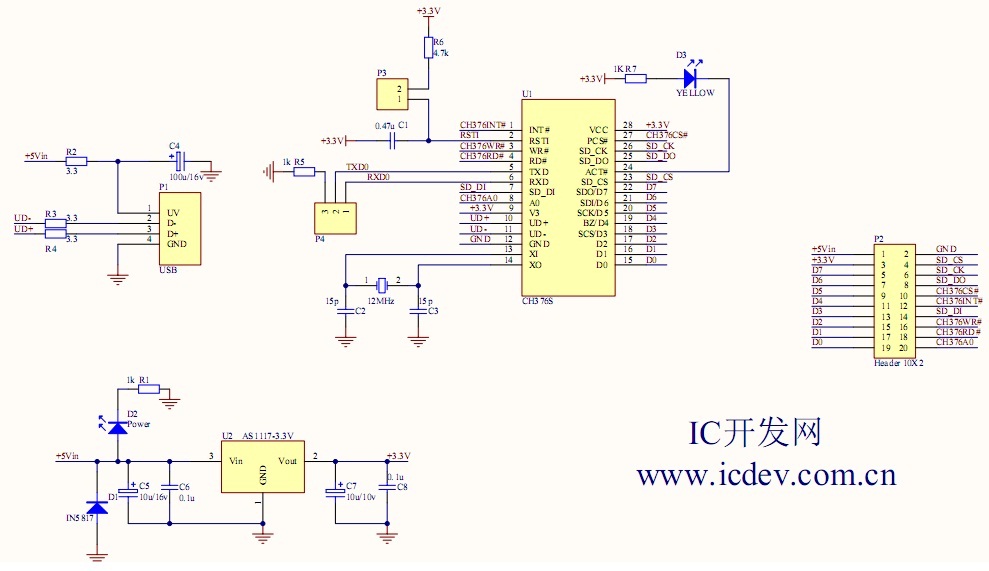 +3.3V
R6
4.7k
P3
2
1
0.47u C1
+3.3V
+3.3V
1K R7
D3
YELLOW
U1
CH376INT# 1 INT#
RSTI 2 RSTI
CH376WR# 3 WR#
CH376RD# 4 RD#
5 TXD
6 RXD
SD_DI 7 SD_DI
CH376A0 8 A0
+3.3V 9 V3
UD+ 10 UD+
UD- 11 UD-
GND 12 GND
13 XI
14 XO
VCC 28 +3.3V
PCS# 27 CH376CS#
SD_CK 26 SD_CK
SD_DO 25 SD_DO
ACT# 24
SD_CS 23 SD_CS
SDO/D7 22 D7
SDI/D6 21 D6
SCK/D5 20 D5
BZ/D4 19 D4
SCS/D3 18 D3
D2 17 D2
D1 16 D1
D0 15 D0
CH376S
1k R5
TXD0
RXD0
3 2 1
P4
1 2
12MHz
15p
C2
15p
C3
+5Vin
R2
3.3
C4
+
100u/16v
P1
UD-
R3
3.3
UD+
R4
3.3
1 UV
2 D-
3 D+
4 GND
USB
P2
+5Vin 1 2 GND
+3.3V 3 4 SD_CS
D7 5 6 SD_CK
D6 7 8 SD_DO
D5 9 10 CH376CS#
D4 11 12 CH376INT#
D3 13 14 SD_DI
D2 15 16 CH376WR#
D1 17 18 CH376RD#
D0 19 20 CH376A0
Header 10X2
1k R1
D2
Power
+5Vin
D1
IN5817
+
C5
10u/16v
C6
0.1u
U2 AS1117-3.3V
3 Vin
Vout 2
GND
1
+3.3V
+
C7
10u/10v
0.1u
C8
IC开发网
www.icdev.com.cn